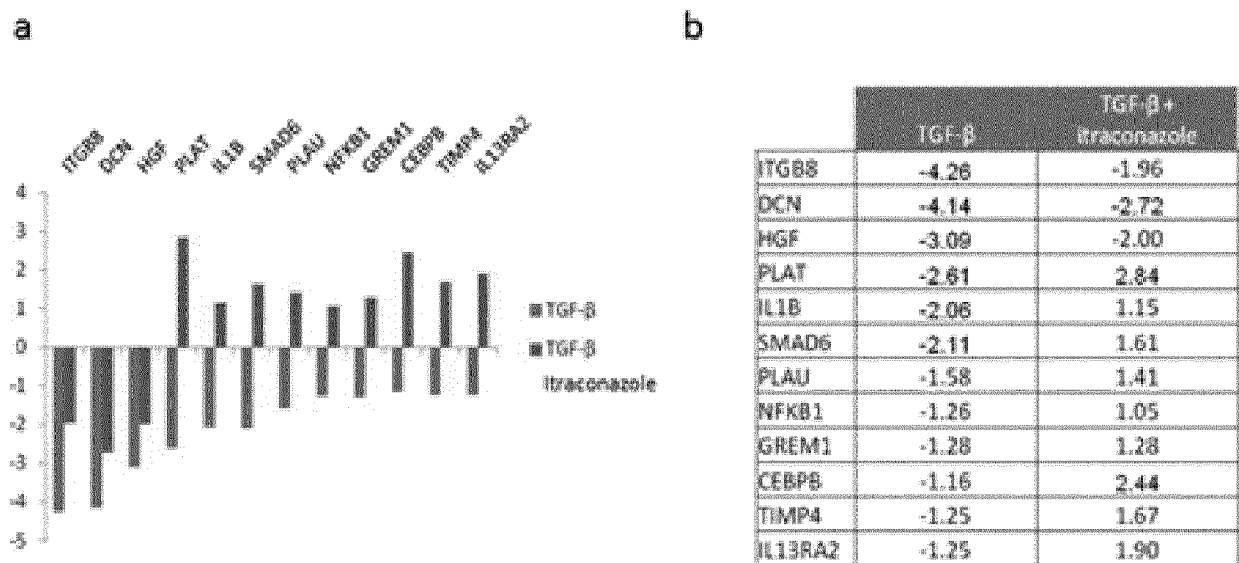 a
ITGB8 DCN HGF PLAT IL1B SMAD6 PLAU NFKB1 GREM1 CEBPB TIMP4 IL13RA2
4
3
2
1
0
-1
-2
-3
-4
-5
TGF-β
TGF-β
Itraconazole
b
TGF-β TGF-β + itraconazole
ITGB8 -4.26 -1.96
DCN -4.14 -2.72
HGF -3.09 -2.00
PLAT -2.61 2.84
IL1B -2.06 1.15
SMAD6 -2.11 1.61
PLAU -1.58 1.41
NFKB1 -1.26 1.05
GREM1 -1.28 1.28
CEBPB -1.16 2.44
TIMP4 -1.25 1.67
IL13RA2 -1.25 1.90